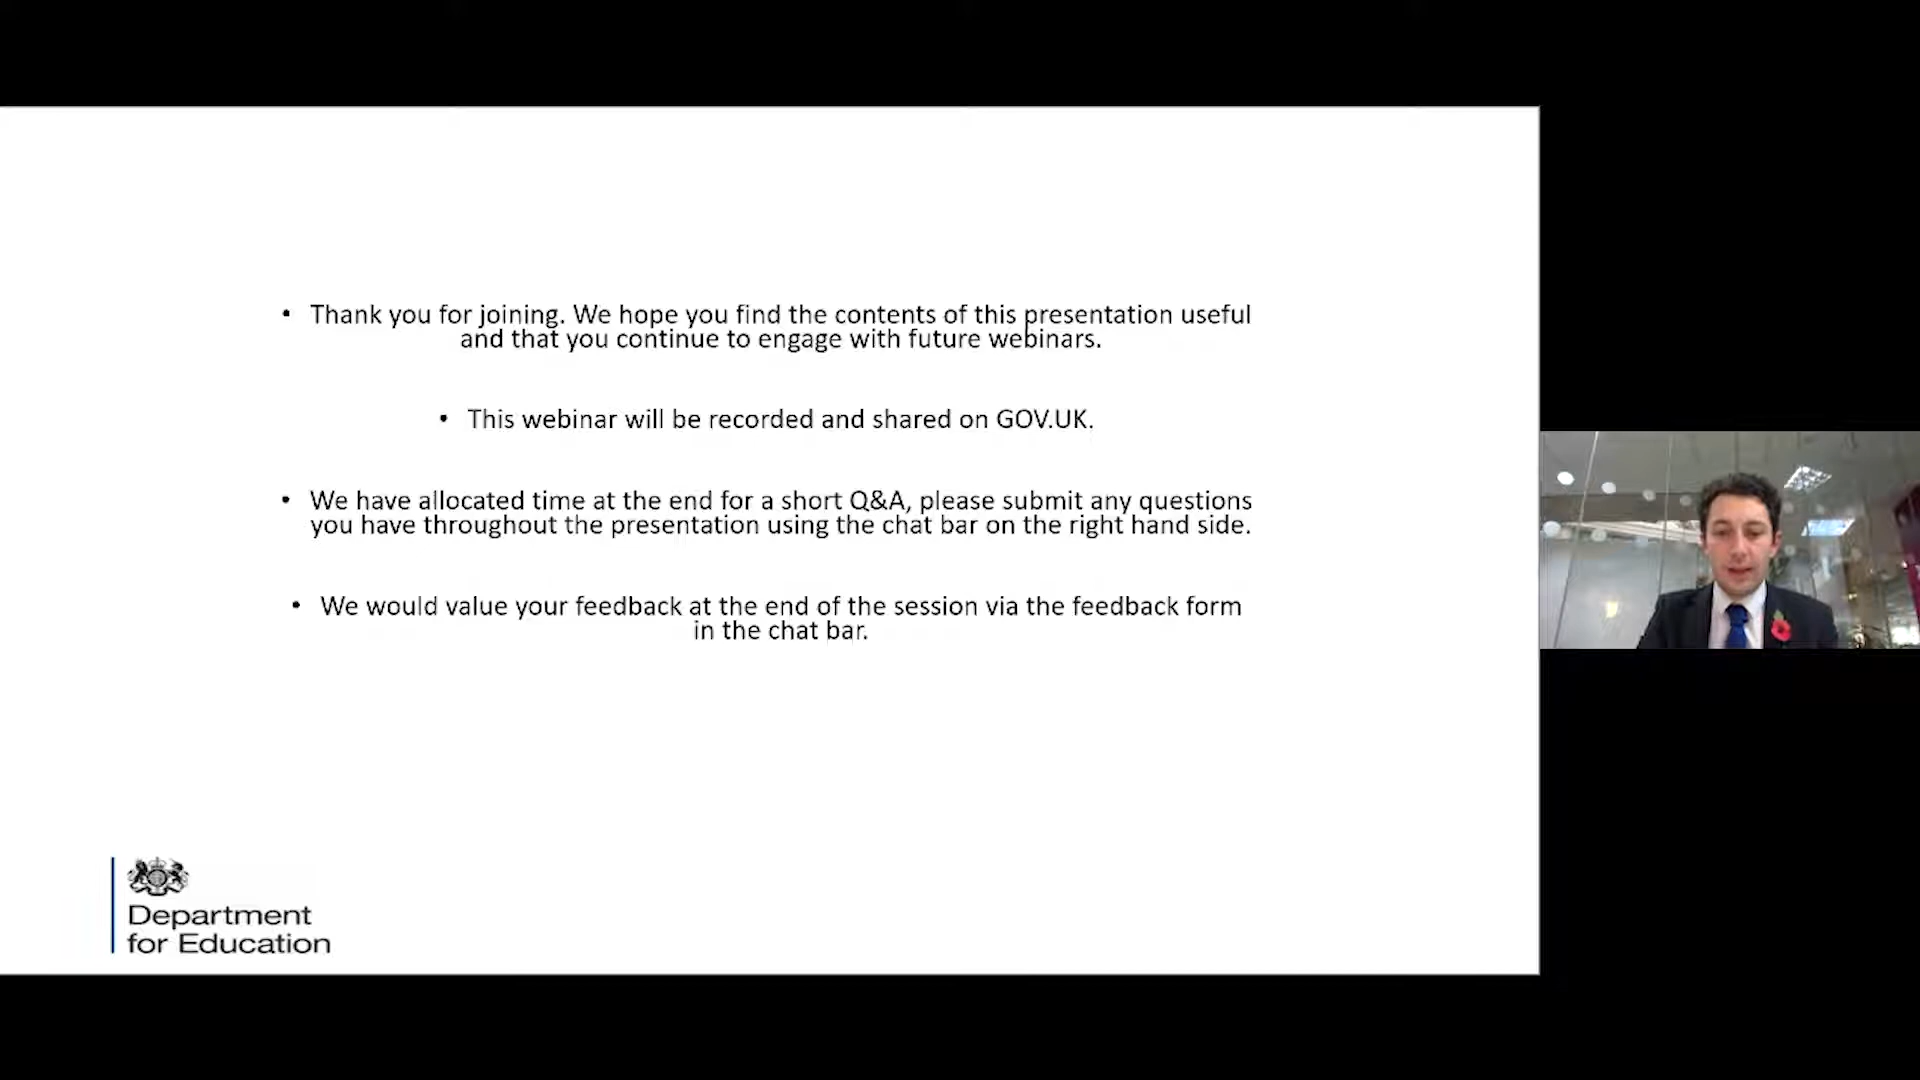 • Thank you for joining. We hope you find the contents of this presentation useful
and that you continue to engage with future webinars.
• This webinar will be recorded and shared on GOV.UK.
• We have allocated time at the end for a short Q&A, please submit any questions
you have throughout the presentation using the chat bar on the right hand side.
• We would value your feedback at the end of the session via the feedback form
in the chat bar.
Department
for Education